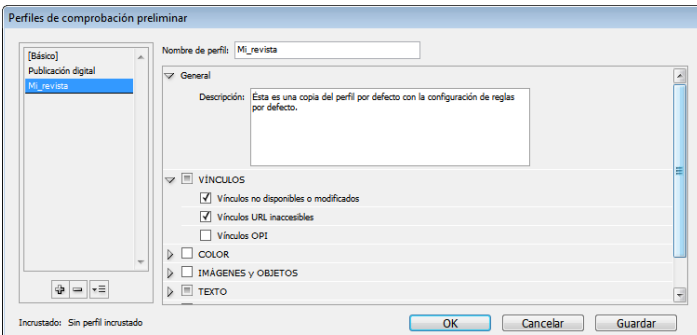 Perfiles de comprobación preliminar
[Básico]
Publicación digital
Mi_revista
Nombre de perfil: Mi_revista
General
Descripción: Ésta es una copia del perfil por defecto con la configuración de reglas
por defecto.
VÍNCULOS
Vínculos no disponibles o modificados
Vínculos URL inaccesibles
Vínculos OPI
COLOR
IMÁGENES y OBJETOS
TEXTO
Incrustado: Sin perfil incrustado
OK
Cancelar
Guardar